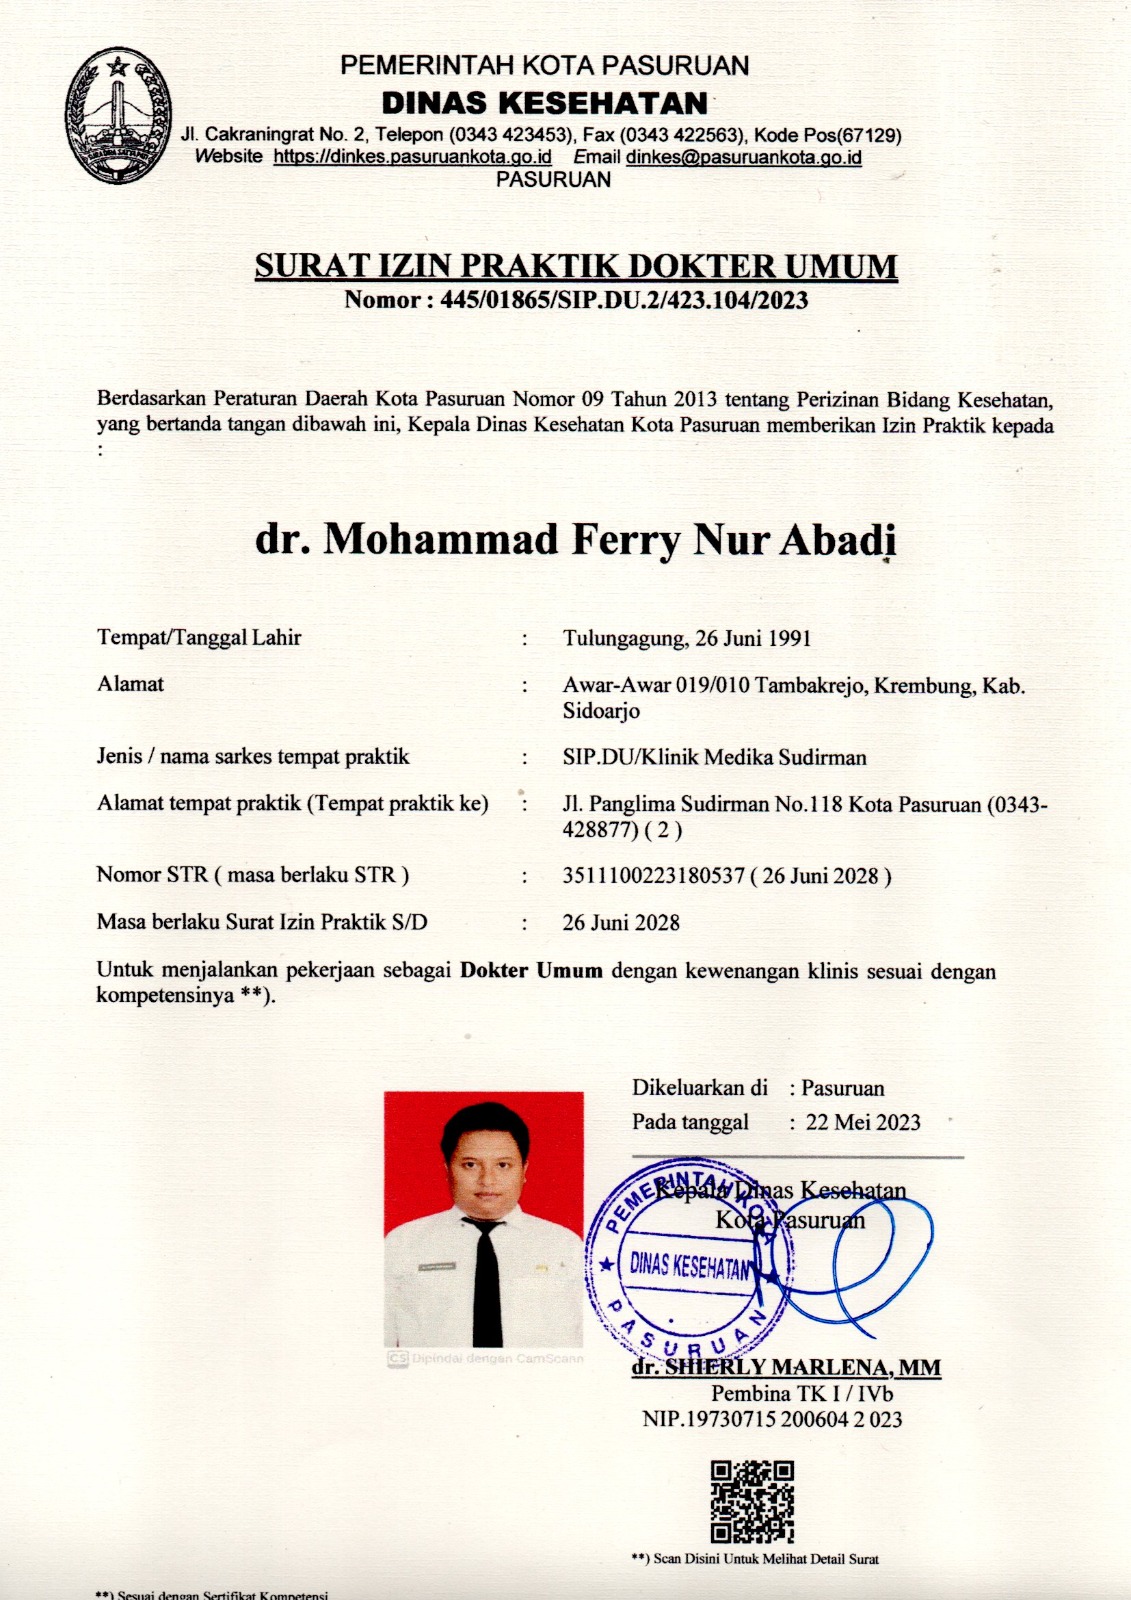 PEMERINTAH KOTA PASURUAN
DINAS KESEHATAN
Jl. Cakraningrat No. 2, Telepon (0343 423453), Fax (0343 422563), Kode Pos(67129)
Website https://dinkes.pasuruankota.go.id Email dinkes@pasuruankota.go.id
PASURUAN
SURAT IZIN PRAKTIK DOKTER UMUM
Nomor : 445/01865/SIP.DU.2/423.104/2023
Berdasarkan Peraturan Daerah Kota Pasuruan Nomor 09 Tahun 2013 tentang Perizinan Bidang Kesehatan,
yang bertanda tangan dibawah ini, Kepala Dinas Kesehatan Kota Pasuruan memberikan Izin Praktik kepada
:
dr. Mohammad Ferry Nur Abadi
Tempat/Tanggal Lahir : Tulungagung, 26 Juni 1991
Alamat : Awar-Awar 019/010 Tambakrejo, Krembung, Kab.
Sidoarjo
Jenis / nama sarkes tempat praktik : SIP.DU/Klinik Medika Sudirman
Alamat tempat praktik (Tempat praktik ke) : Jl. Panglima Sudirman No.118 Kota Pasuruan (0343-
428877) ( 2 )
Nomor STR ( masa berlaku STR ) : 3511100223180537 ( 26 Juni 2028 )
Masa berlaku Surat Izin Praktik S/D : 26 Juni 2028
Untuk menjalankan pekerjaan sebagai Dokter Umum dengan kewenangan klinis sesuai dengan
kompetensinya **).
Dikeluarkan di : Pasuruan
Pada tanggal : 22 Mei 2023
Kepala Dinas Kesehatan
Kota Pasuruan
PEMERINTAH KOTA
DINAS KESEHATAN
PASURUAN
CS Dipindai dengan CamScann
dr. SHIERLY MARLENA, MM
Pembina TK I / IVb
NIP.19730715 200604 2 023
**) Scan Disini Untuk Melihat Detail Surat
**) Sesuai dengan Sertifikat Kompetensi